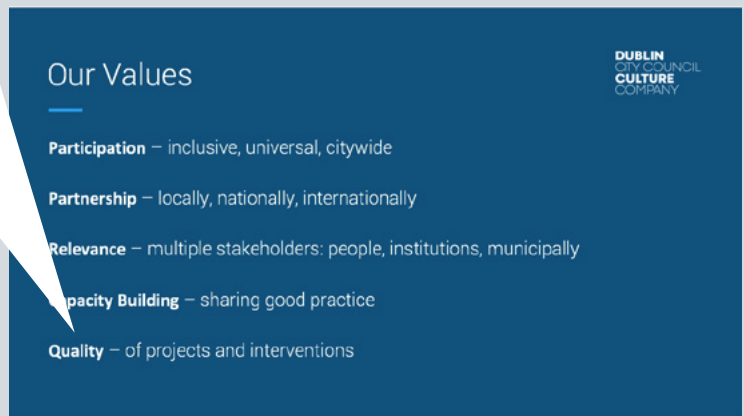 Our Values
DUBLIN
CITY COUNCIL
CULTURE
COMPANY
Participation – inclusive, universal, citywide
Partnership – locally, nationally, internationally
Relevance – multiple stakeholders: people, institutions, municipally
Capacity Building – sharing good practice
Quality – of projects and interventions